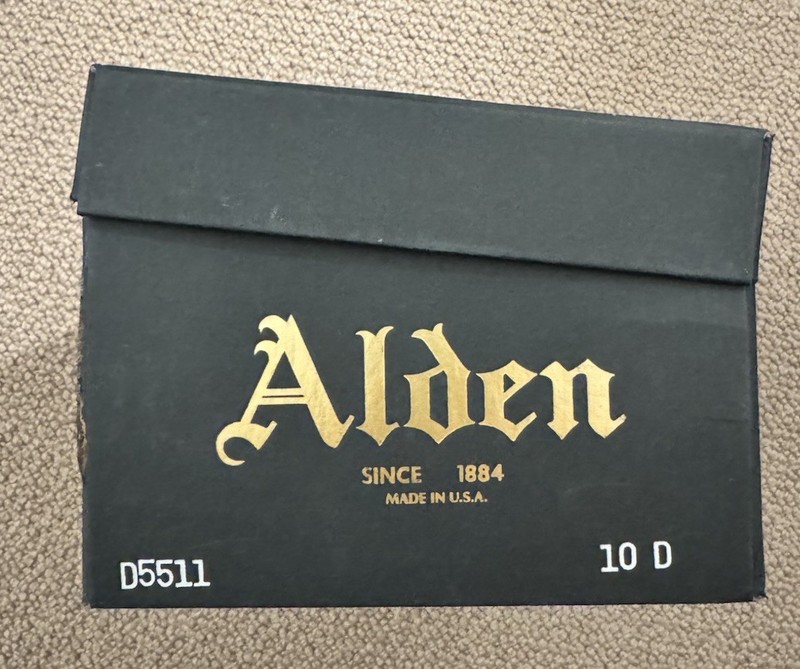 Alden
SINCE 1884
MADE IN U.S.A.
D5511 10 D